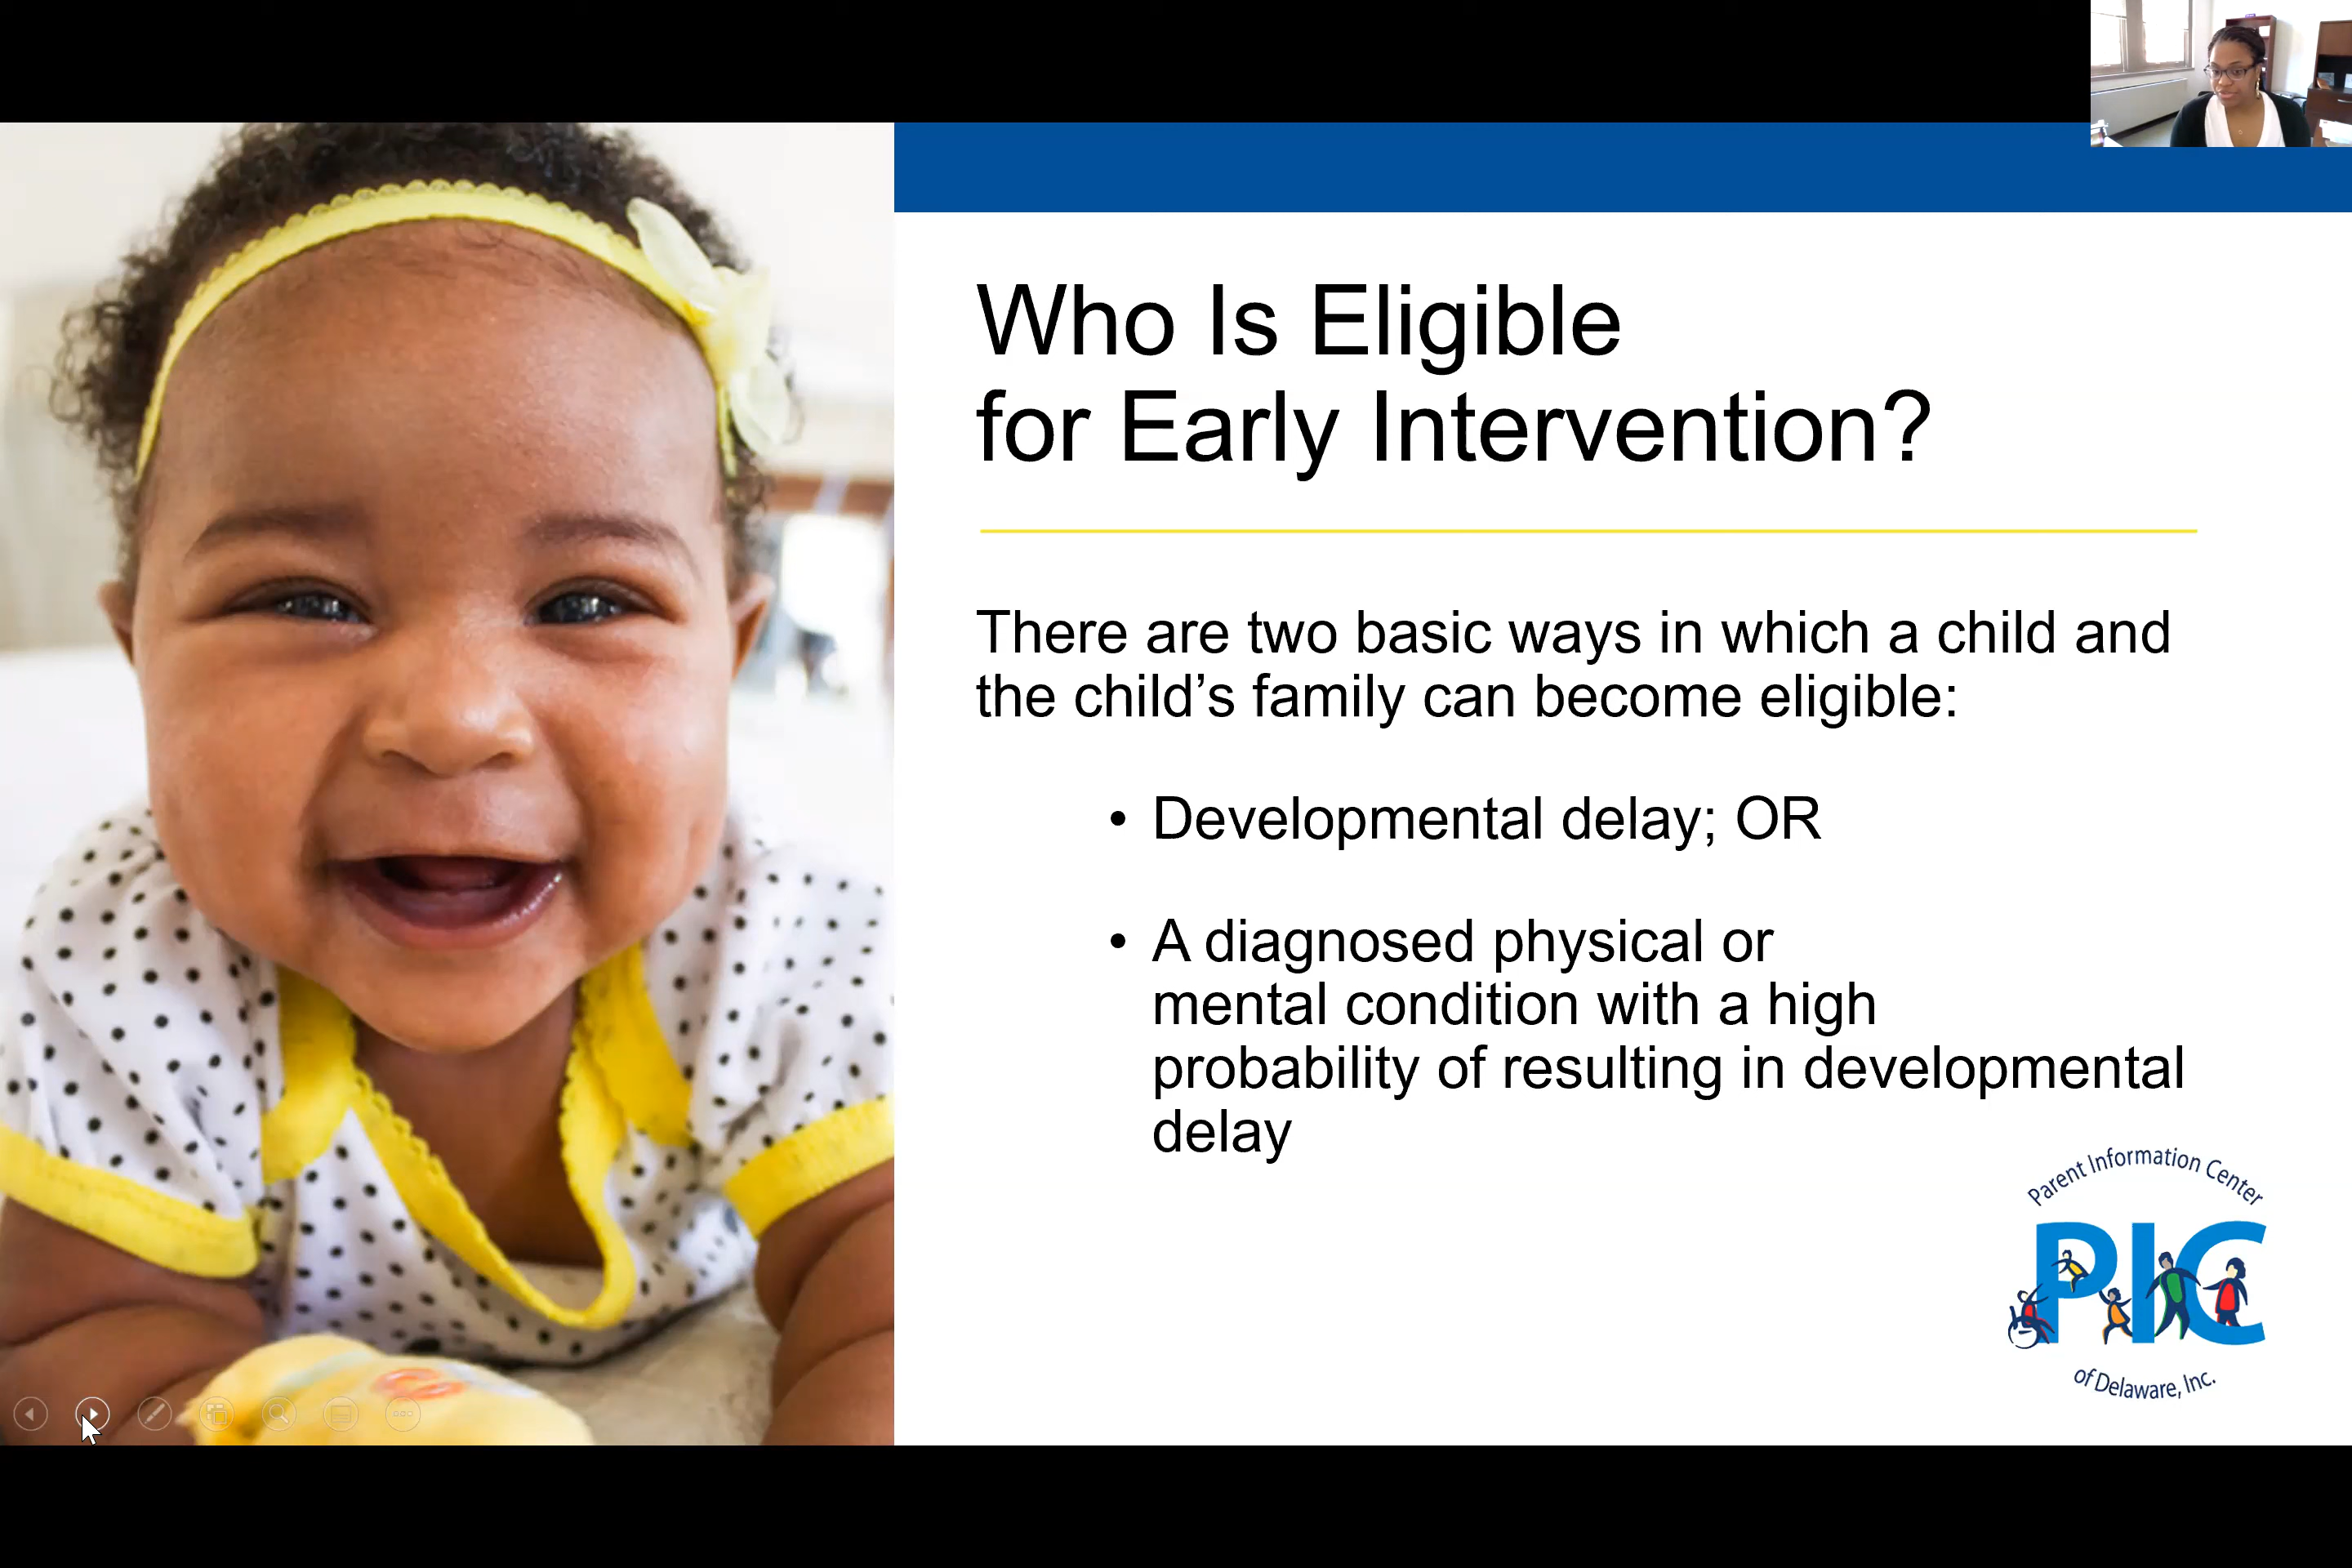 Who Is Eligible
for Early Intervention?
There are two basic ways in which a child and
the child’s family can become eligible:
• Developmental delay; OR
• A diagnosed physical or
mental condition with a high
probability of resulting in developmental
delay
Parent Information Center
PIC
of Delaware, Inc.